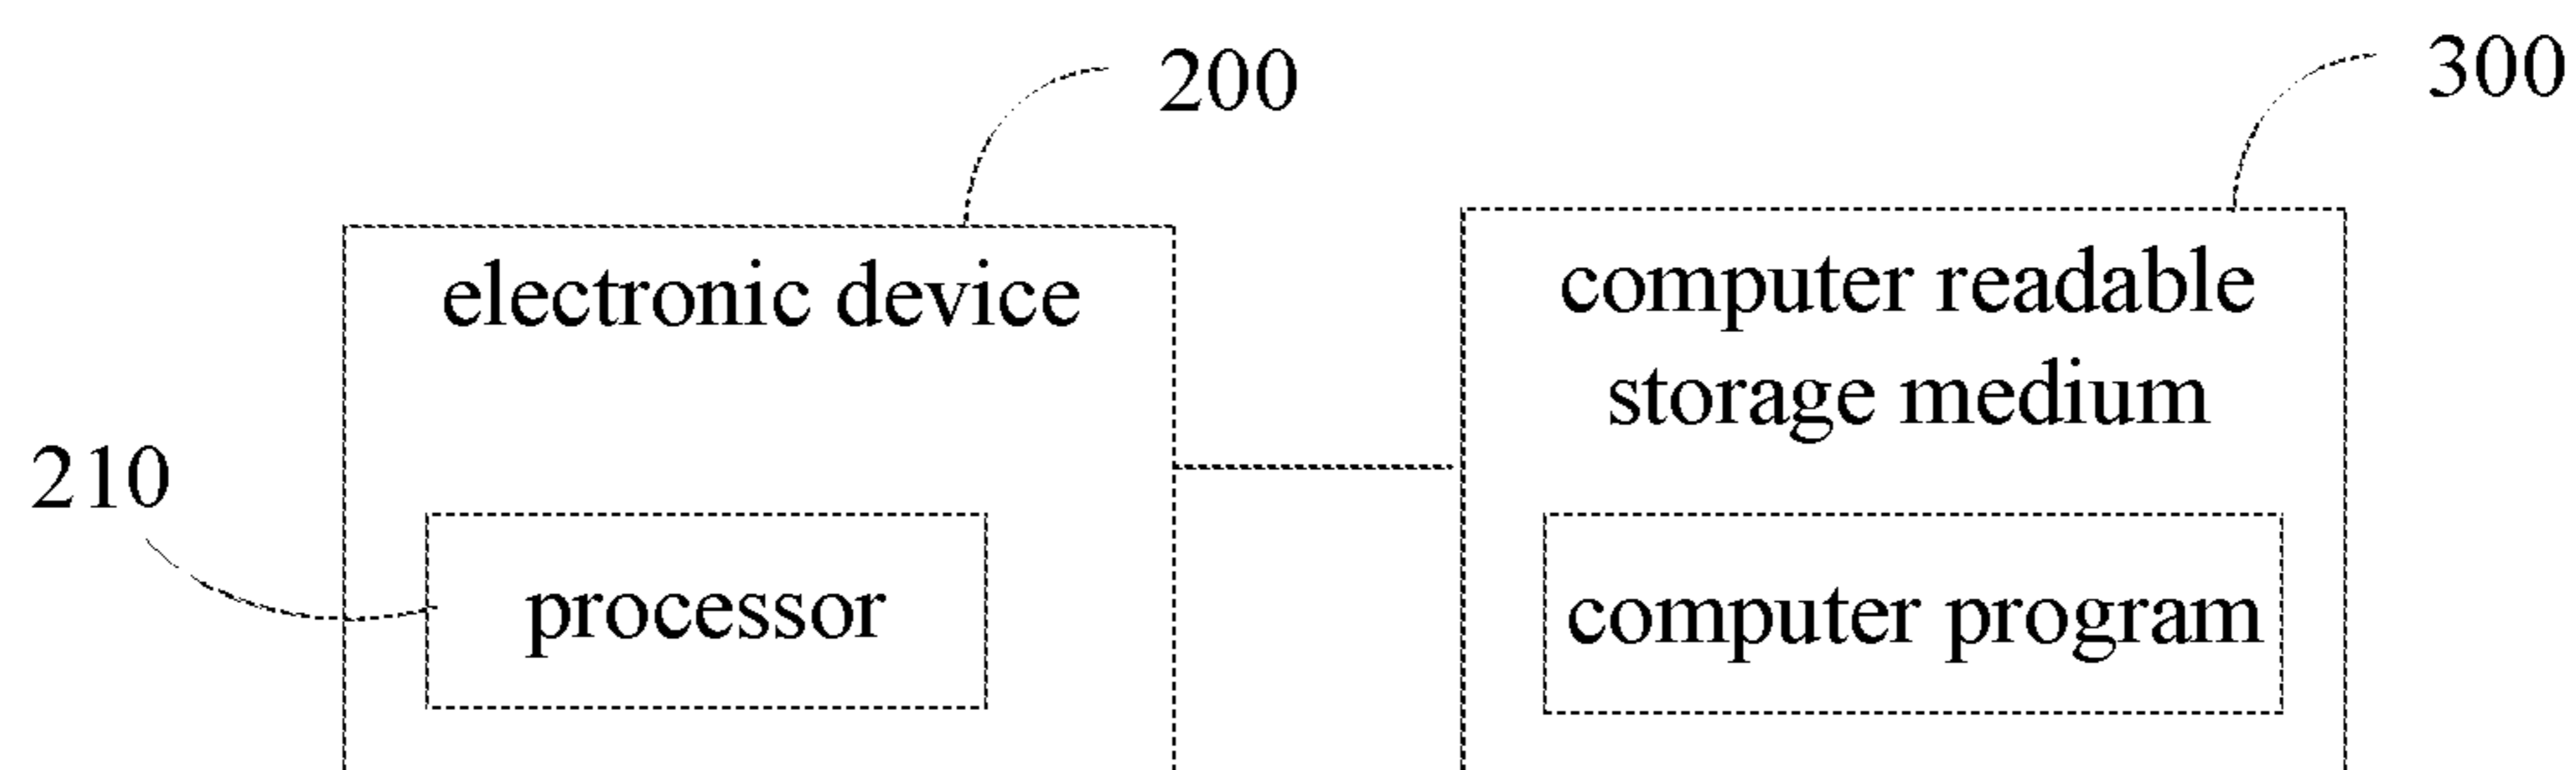 200
300
electronic device
computer readable
storage medium
210
processor
computer program